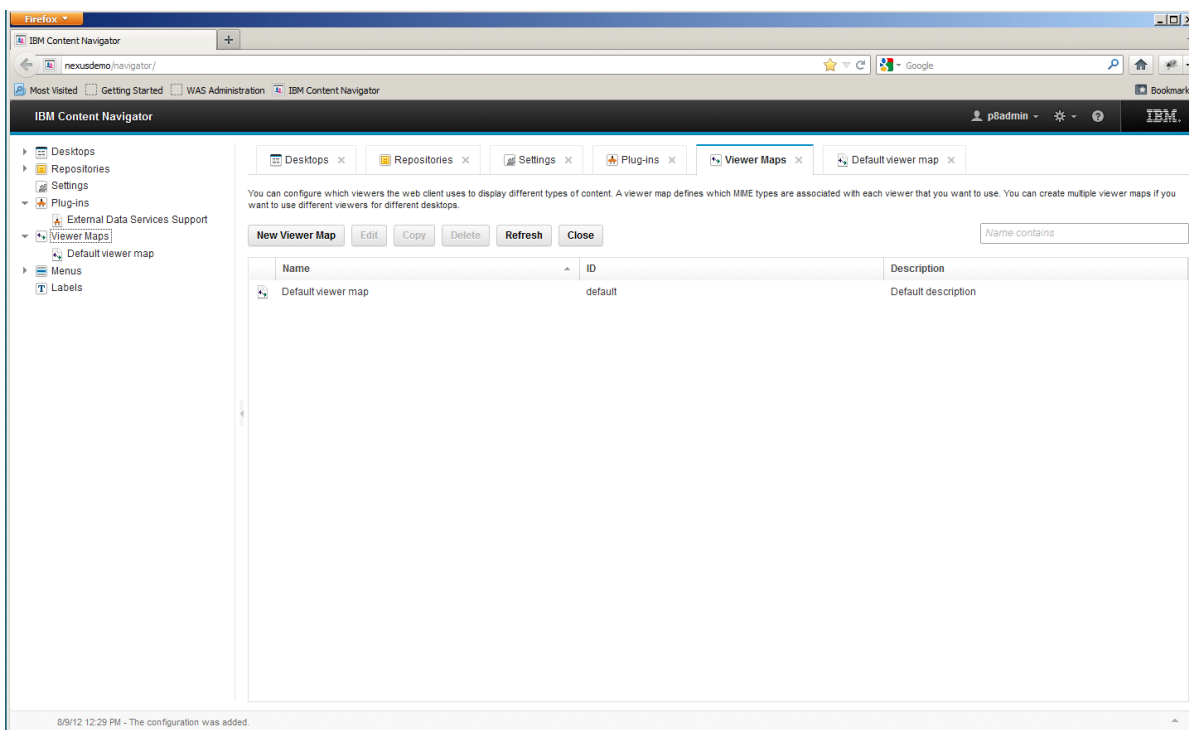 Firefox
IBM Content Navigator
+
nexusdemo/navigator/
Google
Most Visited Getting Started WAS Administration IBM Content Navigator
Bookmark
IBM Content Navigator
p8admin
IBM.
Desktops
Repositories
Settings
Plug-ins
External Data Services Support
Viewer Maps
Default viewer map
Menus
Labels
Desktops × Repositories × Settings × Plug-ins × Viewer Maps × Default viewer map ×
You can configure which viewers the web client uses to display different types of content. A viewer map defines which MIME types are associated with each viewer that you want to use. You can create multiple viewer maps if you
want to use different viewers for different desktops.
New Viewer Map Edit Copy Delete Refresh Close
Name contains
Name ID Description
Default viewer map default Default description
8/9/12 12:29 PM - The configuration was added.